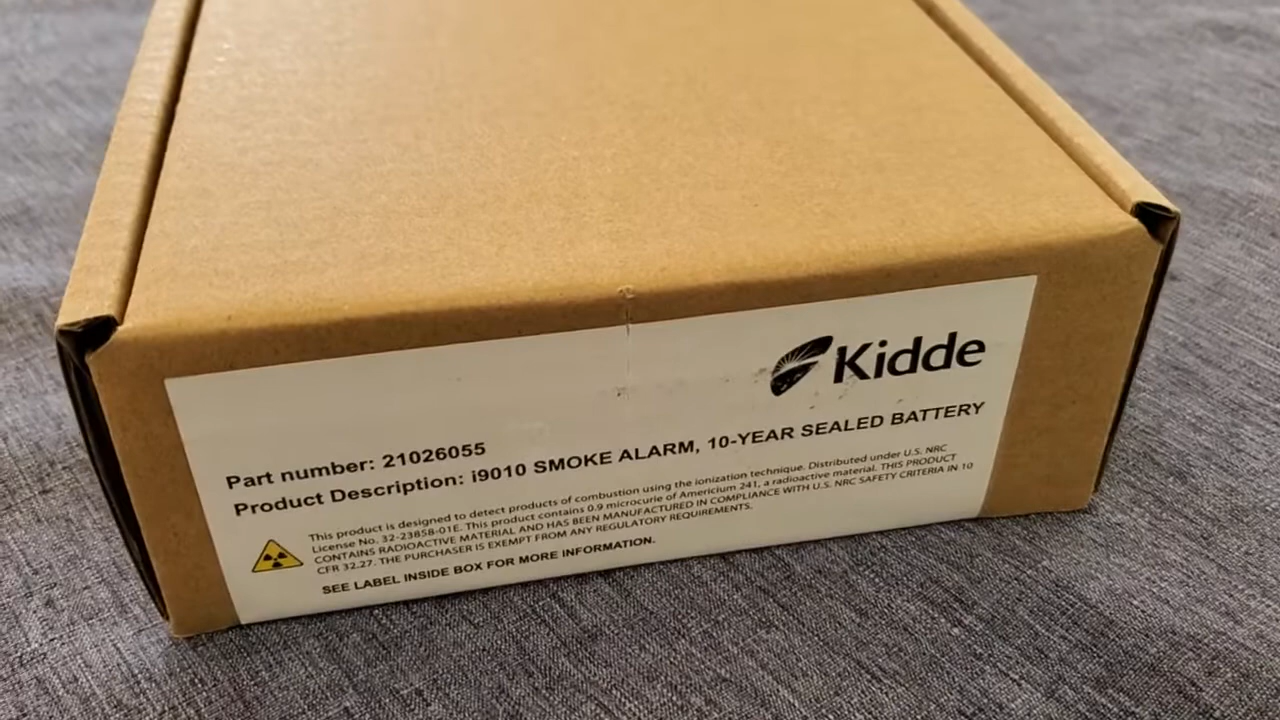 Kidde
Part number: 21026055
Product Description: i9010 SMOKE ALARM, 10-YEAR SEALED BATTERY
This product is designed to detect products of combustion using the ionization technique. Distributed under U.S. NRC
License No. 32-23858-01E. This product contains 0.9 microcurie of Americium 241, a radioactive material. THIS PRODUCT
CONTAINS RADIOACTIVE MATERIAL AND HAS BEEN MANUFACTURED IN COMPLIANCE WITH U.S. NRC SAFETY CRITERIA IN 10
CFR 32.27. THE PURCHASER IS EXEMPT FROM ANY REGULATORY REQUIREMENTS.
SEE LABEL INSIDE BOX FOR MORE INFORMATION.